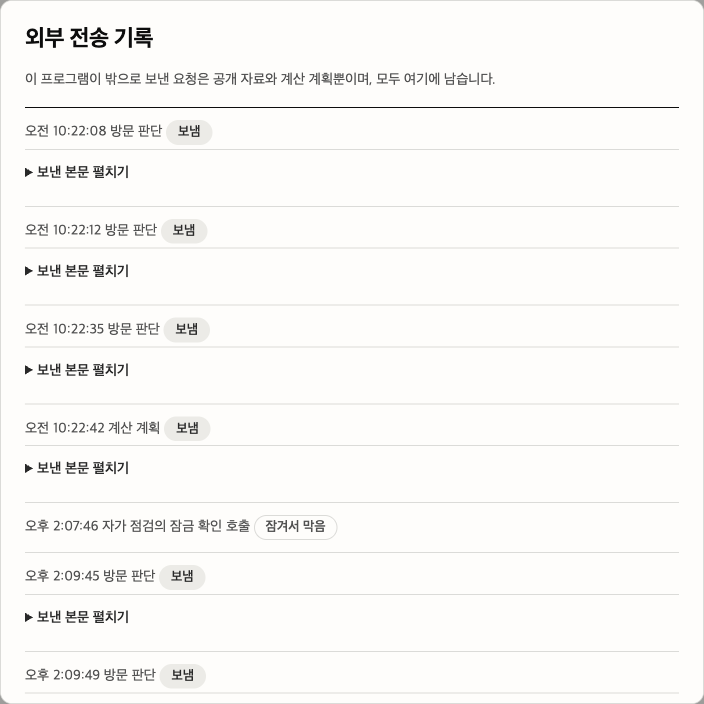 외부 전송 기록
이 프로그램이 밖으로 보낸 요청은 공개 자료와 계산 계획뿐이며, 모두 여기에 남습니다.
오전 10:22:08 방문 판단 보냄
▶ 보낸 본문 펼치기
오전 10:22:12 방문 판단 보냄
▶ 보낸 본문 펼치기
오전 10:22:35 방문 판단 보냄
▶ 보낸 본문 펼치기
오전 10:22:42 계산 계획 보냄
▶ 보낸 본문 펼치기
오후 2:07:46 자가 점검의 잠금 확인 호출 잠겨서 막음
오후 2:09:45 방문 판단 보냄
▶ 보낸 본문 펼치기
오후 2:09:49 방문 판단 보냄